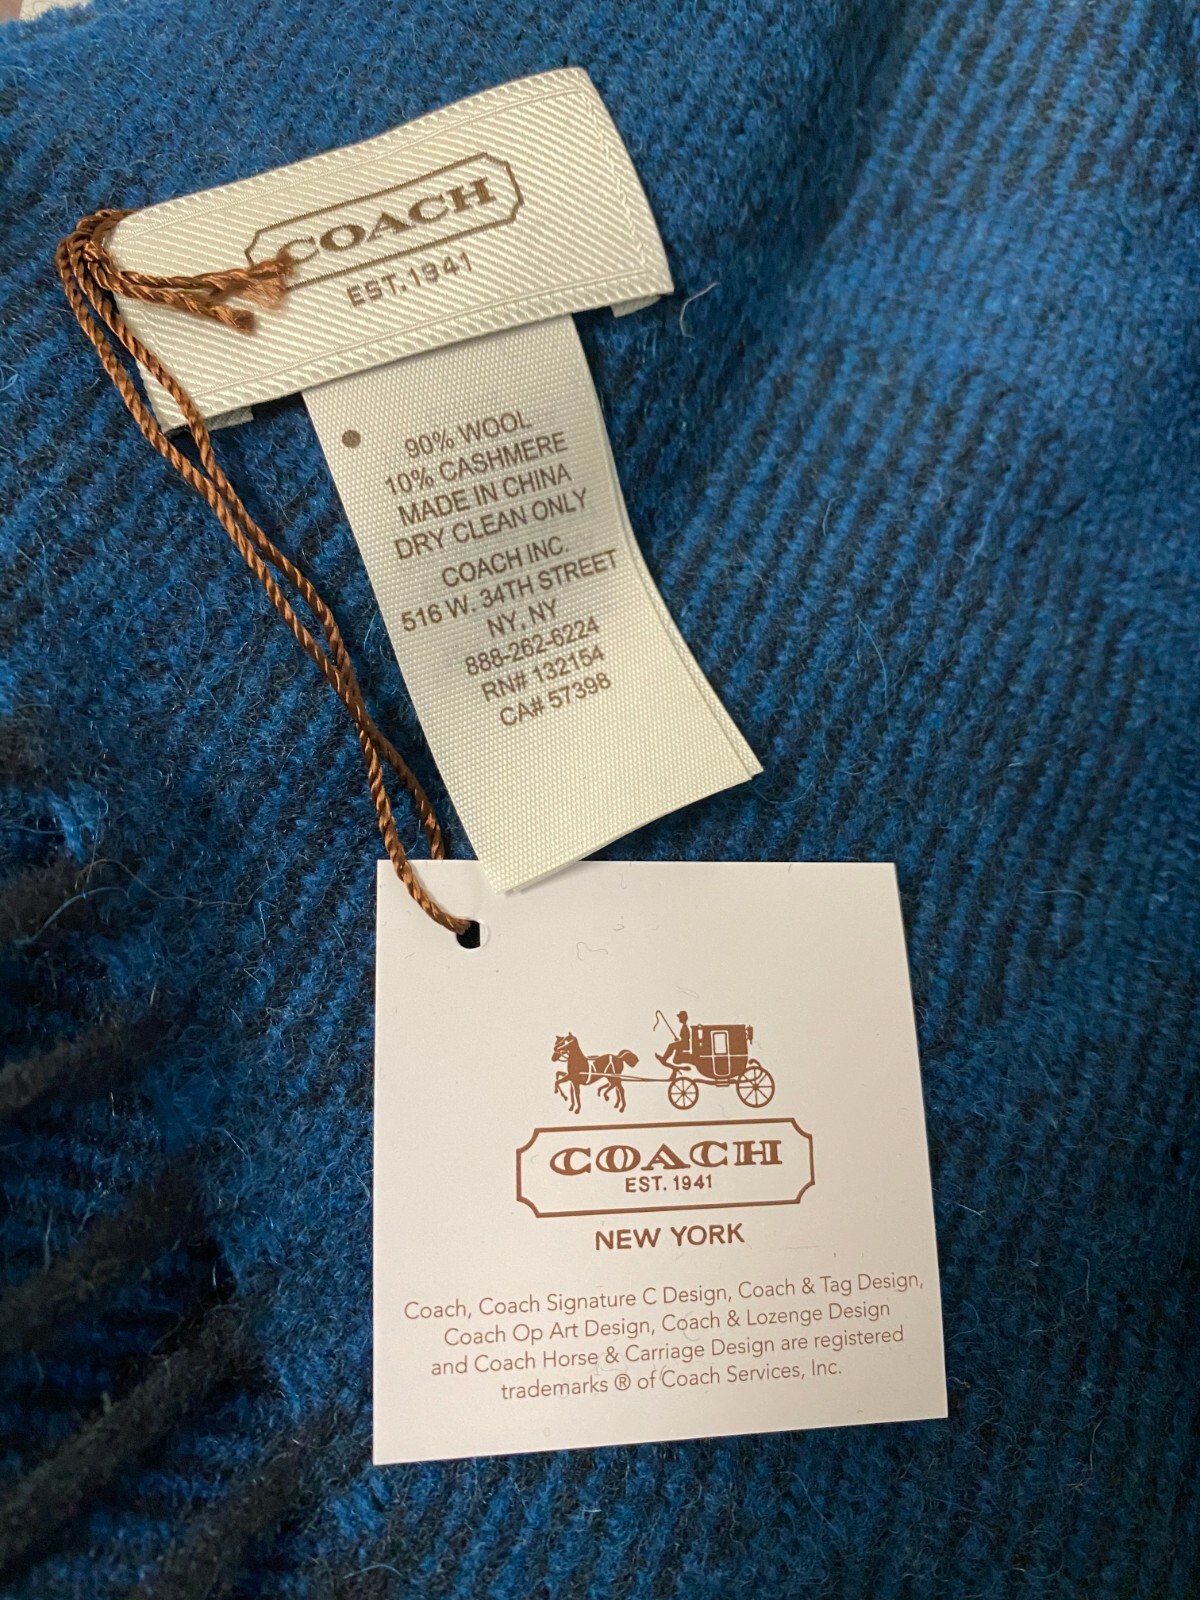 COACH
EST. 1941
90% WOOL
10% CASHMERE
MADE IN CHINA
DRY CLEAN ONLY
COACH INC.
516 W. 34TH STREET
NY, NY
888-262-6224
RN# 132154
CA# 57398
COACH
EST. 1941
NEW YORK
Coach, Coach Signature C Design, Coach & Tag Design,
Coach Op Art Design, Coach & Lozenge Design
and Coach Horse & Carriage Design are registered
trademarks ® of Coach Services, Inc.